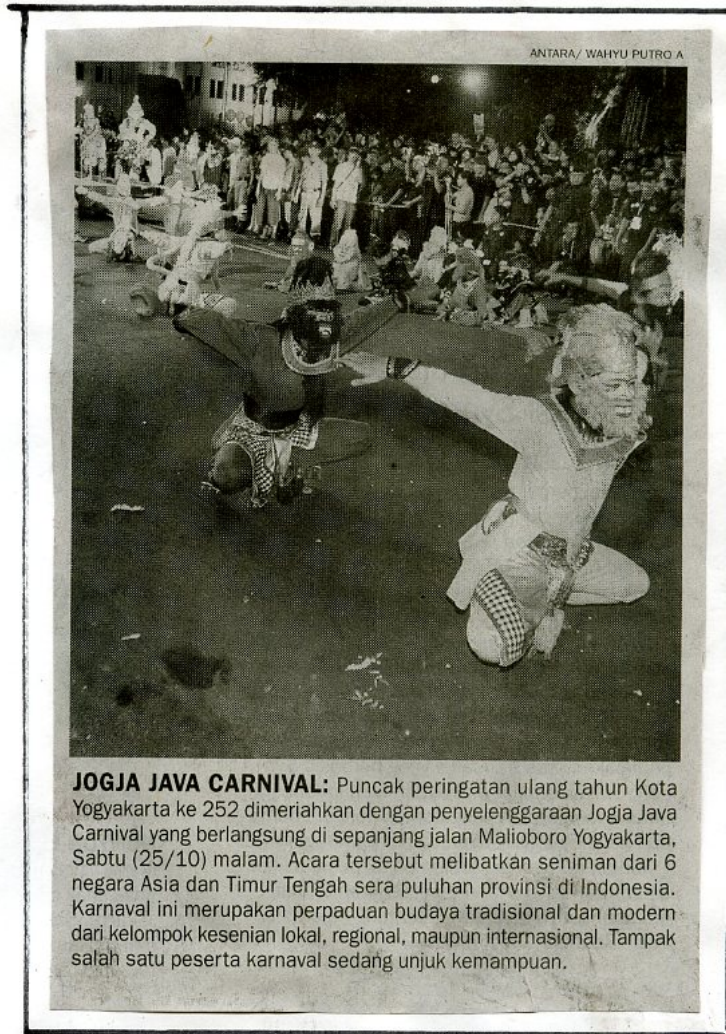 ANTARA/ WAHYU PUTRO A
JOGJA JAVA CARNIVAL: Puncak peringatan ulang tahun Kota
Yogyakarta ke 252 dimeriahkan dengan penyelenggaraan Jogja Java
Carnival yang berlangsung di sepanjang jalan Malioboro Yogyakarta,
Sabtu (25/10) malam. Acara tersebut melibatkan seniman dari 6
negara Asia dan Timur Tengah sera puluhan provinsi di Indonesia.
Karnaval ini merupakan perpaduan budaya tradisional dan modern
dari kelompok kesenian lokal, regional, maupun internasional. Tampak
salah satu peserta karnaval sedang unjuk kemampuan.